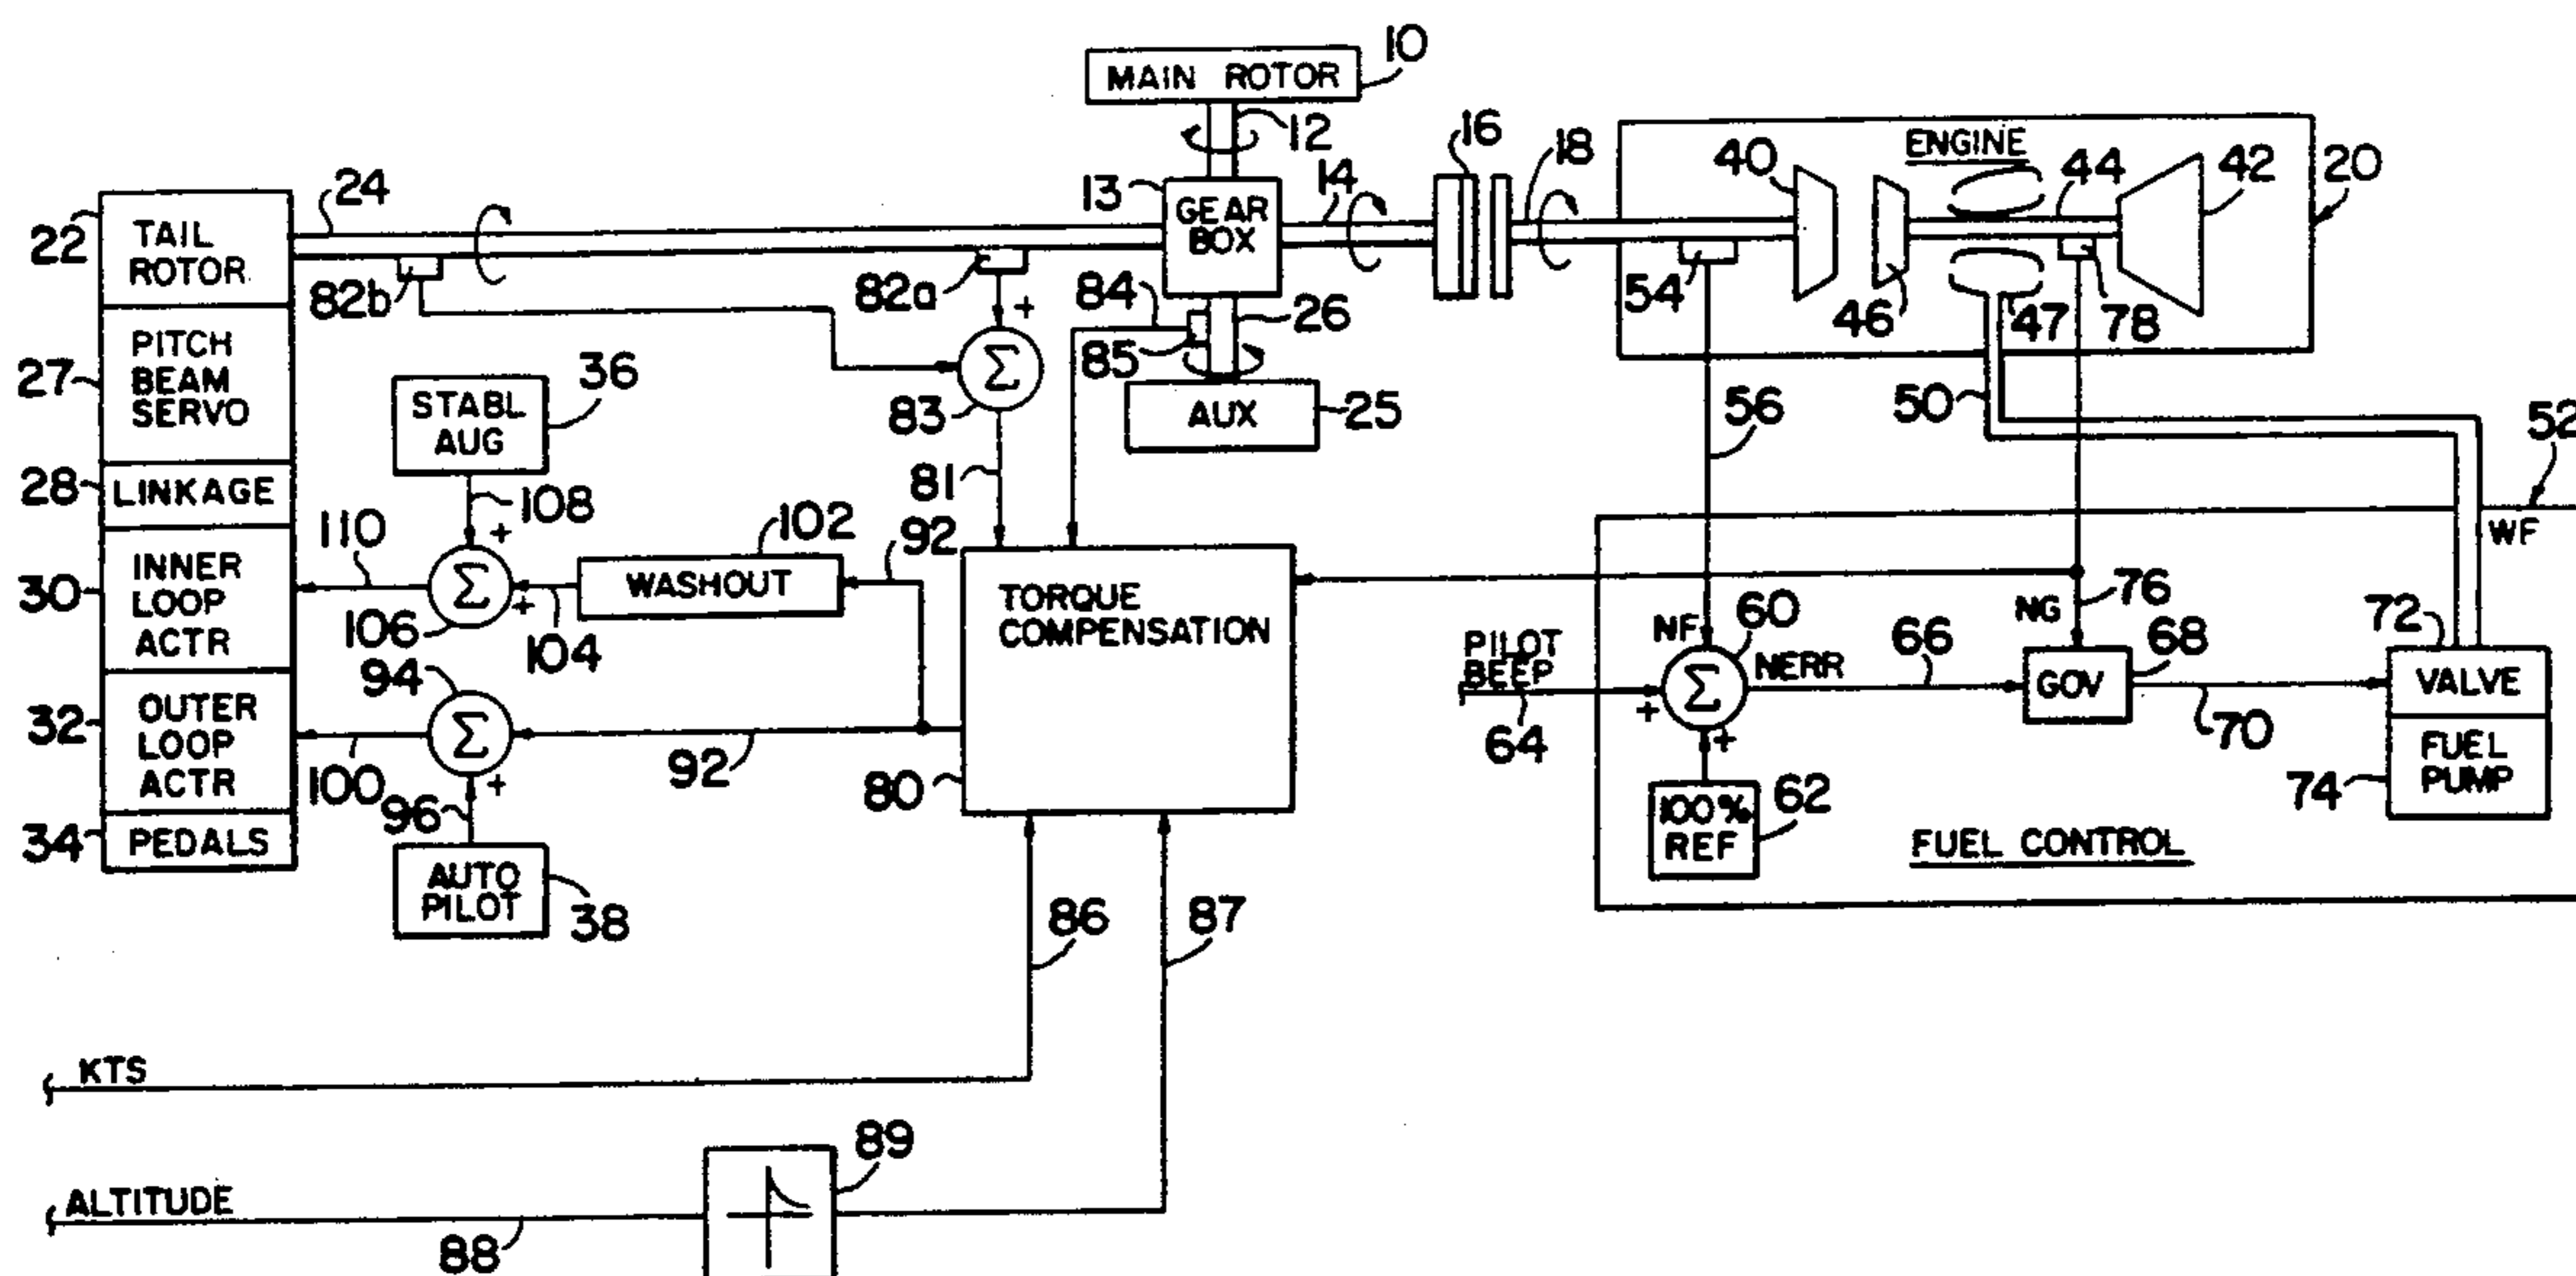 10
MAIN ROTOR
12
16
18
40
ENGINE
44
42
20
24
13
14
GEAR
BOX
22
TAIL
ROTOR
82b
82a
84
26
54
46
47
78
+
PITCH
BEAM
SERVO
27
85
Σ
36
STABL
AUG
83
AUX
25
56
50
52
28
LINKAGE
108
81
WF
110
+
102
92
INNER
LOOP
ACTR
30
Σ
WASHOUT
+
106
104
TORQUE
COMPENSATION
NG
76
72
NF
60
PILOT
BEEP
NERR
66
68
94
Σ
GOV
VALVE
32
OUTER
LOOP
ACTR
Σ
+
64
+
70
100
92
80
FUEL
PUMP
74
96
+
100%
REF
62
34
PEDALS
FUEL CONTROL
AUTO
PILOT
38
86
87
KTS
89
ALTITUDE
88